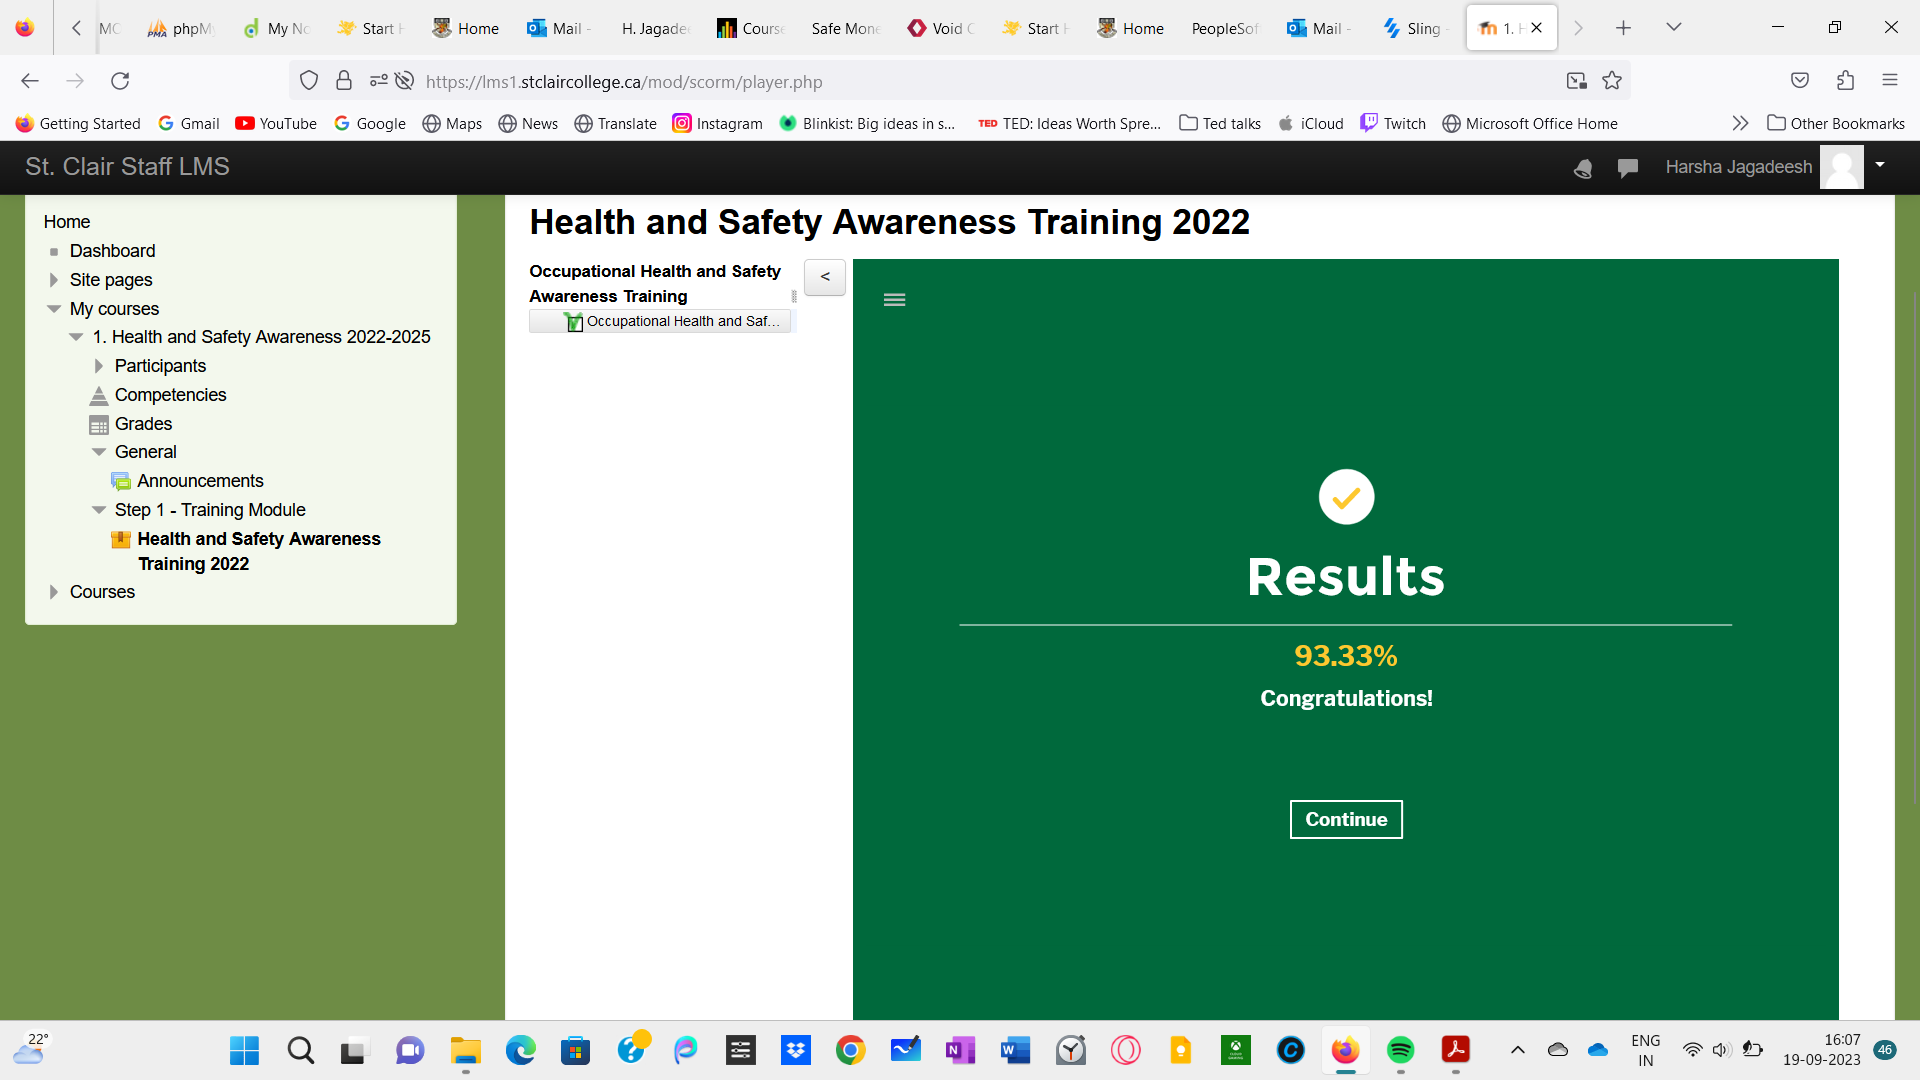 MC
phpMy
My No
Start H
Home
Mail -
H. Jagadee
Course
Safe Mone
Void C
Start H
Home
PeopleSof
Mail -
Sling -
1. H
https://lms1.stclaircollege.ca/mod/scorm/player.php
Getting Started
Gmail
YouTube
Google
Maps
News
Translate
Instagram
Blinkist: Big ideas in s...
TED
TED: Ideas Worth Spre...
Ted talks
iCloud
Twitch
Microsoft Office Home
Other Bookmarks
St. Clair Staff LMS
Harsha Jagadeesh
Home
Dashboard
Site pages
My courses
1. Health and Safety Awareness 2022-2025
Participants
Competencies
Grades
General
Announcements
Step 1 - Training Module
Health and Safety Awareness
Training 2022
Courses
Health and Safety Awareness Training 2022
Occupational Health and Safety
Awareness Training
<
Occupational Health and Saf...
Results
93.33%
Congratulations!
Continue
22°
ENG
IN
16:07
19-09-2023
46